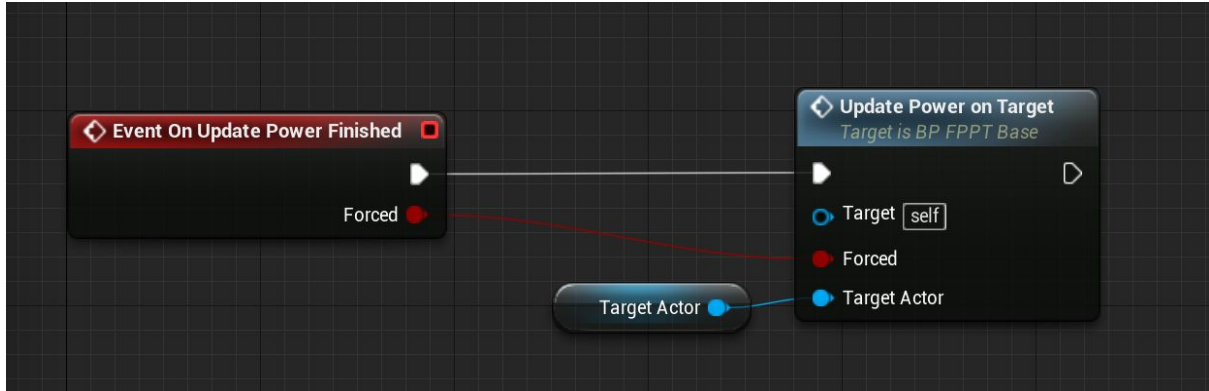 Event On Update Power Finished
Forced
Update Power on Target
Target is BP FPPT Base
Target self
Forced
Target Actor
Target Actor